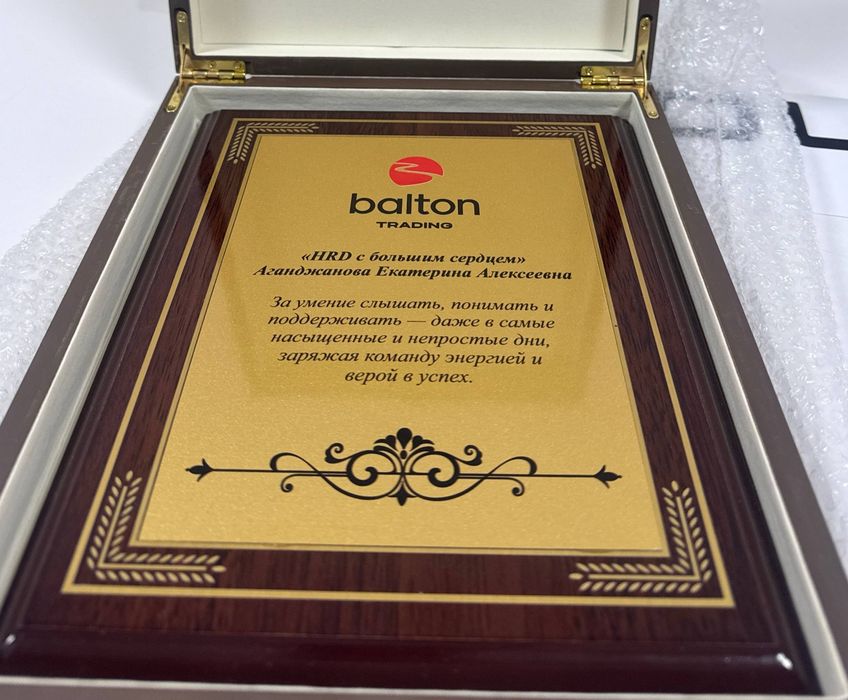 balton
TRADING
«HRD с большим сердцем»
Аганджанова Екатерина Алексеевна
За умение слышать, понимать и
поддерживать — даже в самые
насыщенные и непростые дни,
заряжая команду энергией и
верой в успех.